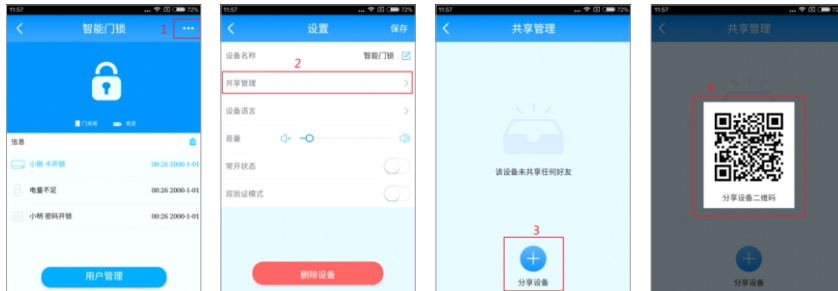 11:57
... 72%
智能门锁
1
...
门关闭
充足
信息
小刚 卡开锁
00:26 2000-1-01
电量不足
00:26 2000-1-01
小明 密码开锁
00:26 2000-1-01
用户管理
11:57
... 72%
设置
保存
设备名称
智能门锁
2
共享管理
设备语言
音量
常开状态
双验证模式
删除设备
11:57
... 72%
共享管理
该设备未共享任何好友
3
分享设备
11:57
... 72%
共享管理
4
分享设备二维码
分享设备